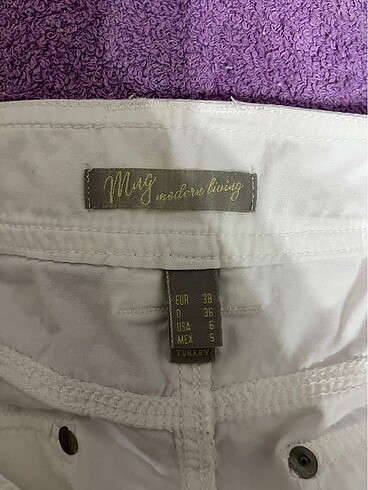 Mng modern living
EUR 38
D 36
USA 6
MEX 5
TURKEY